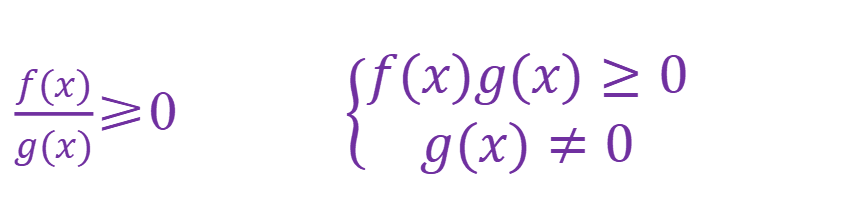 f(x)/g(x) ⩾ 0
{ f(x)g(x) ≥ 0
g(x) ≠ 0